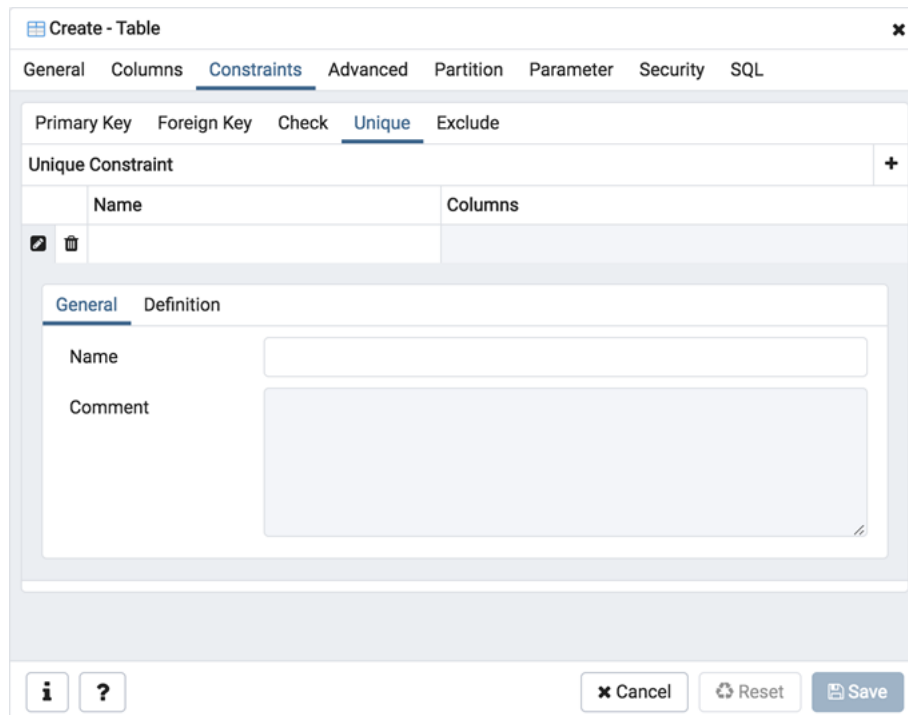 Create - Table
General Columns Constraints Advanced Partition Parameter Security SQL
Primary Key Foreign Key Check Unique Exclude
Unique Constraint
Name Columns
General Definition
Name
Comment
i ? Cancel Reset Save